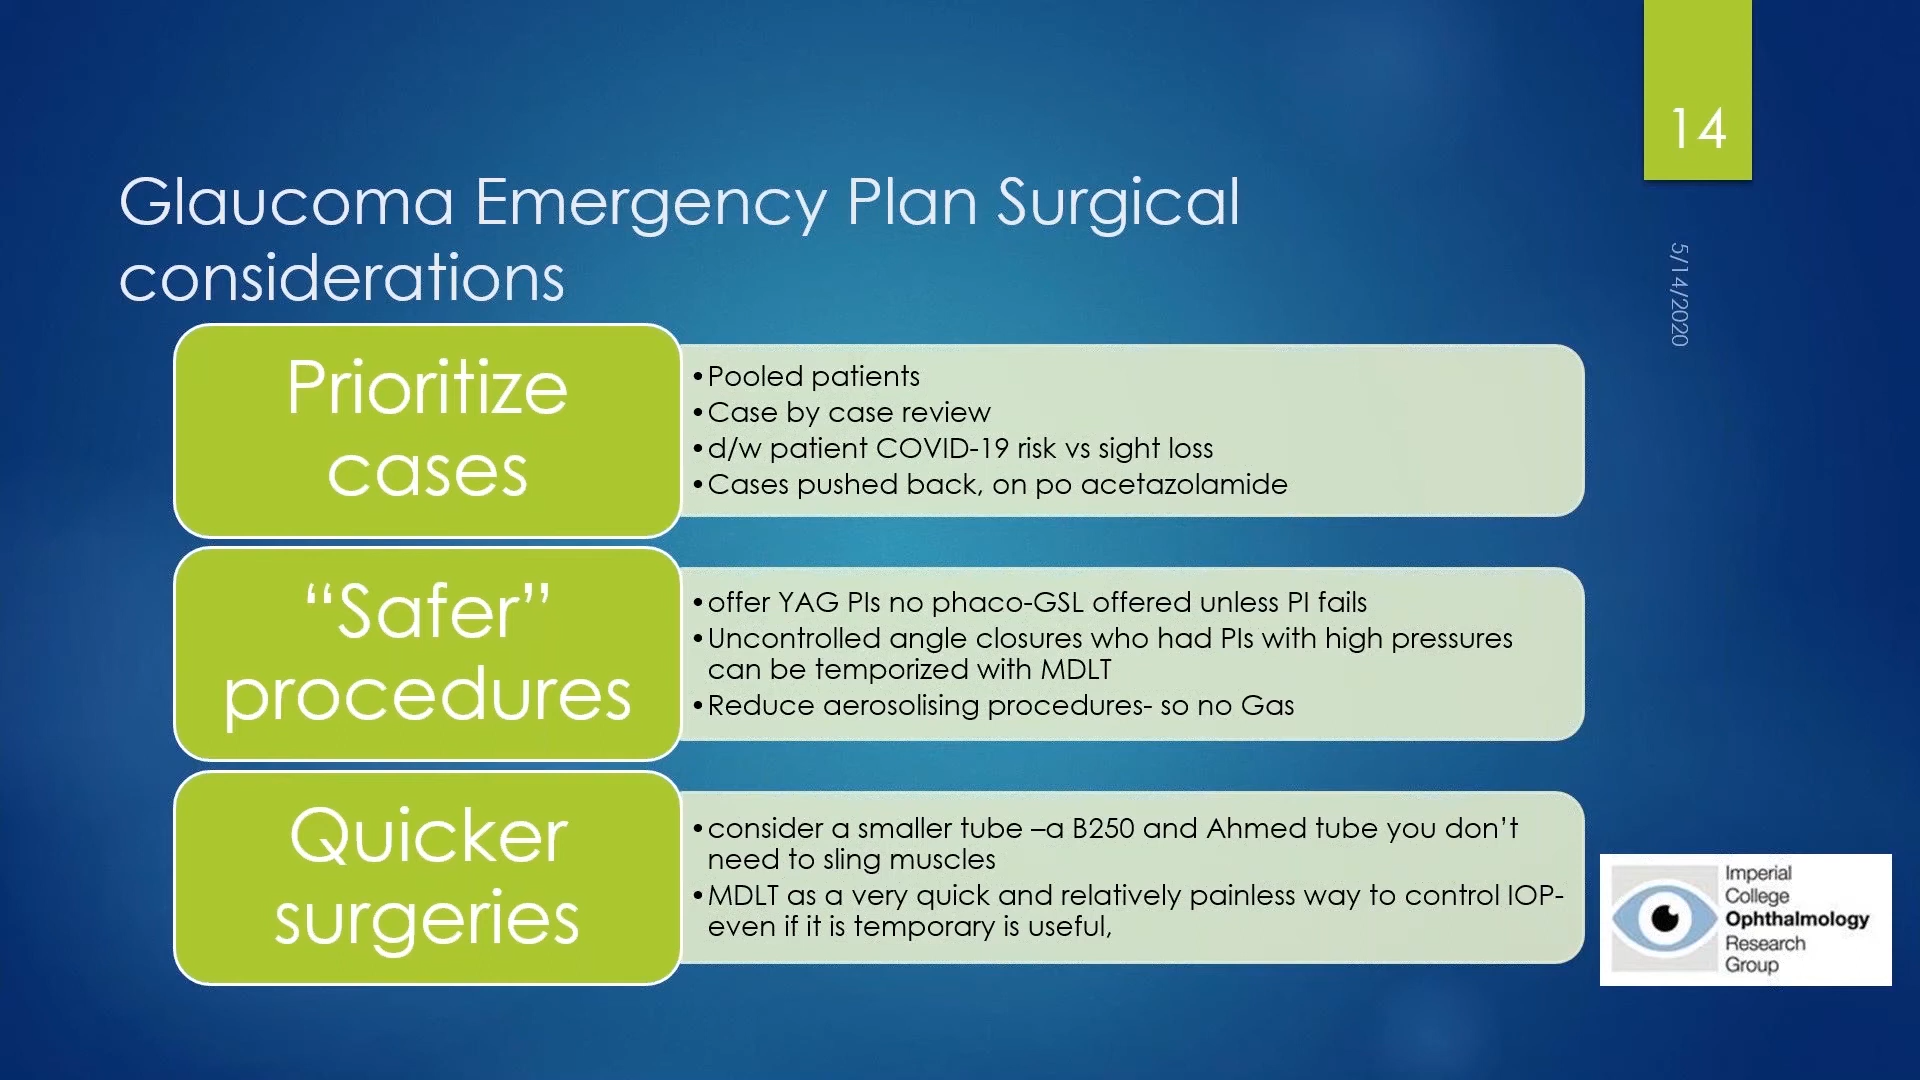 14
5/14/2020
Glaucoma Emergency Plan Surgical
considerations
Prioritize
cases
•Pooled patients
•Case by case review
•d/w patient COVID-19 risk vs sight loss
•Cases pushed back, on po acetazolamide
“Safer”
procedures
•offer YAG PIs no phaco-GSL offered unless PI fails
•Uncontrolled angle closures who had PIs with high pressures
can be temporized with MDLT
•Reduce aerosolising procedures- so no Gas
Quicker
surgeries
•consider a smaller tube –a B250 and Ahmed tube you don’t
need to sling muscles
•MDLT as a very quick and relatively painless way to control IOP-
even if it is temporary is useful,
Imperial
College
Ophthalmology
Research
Group